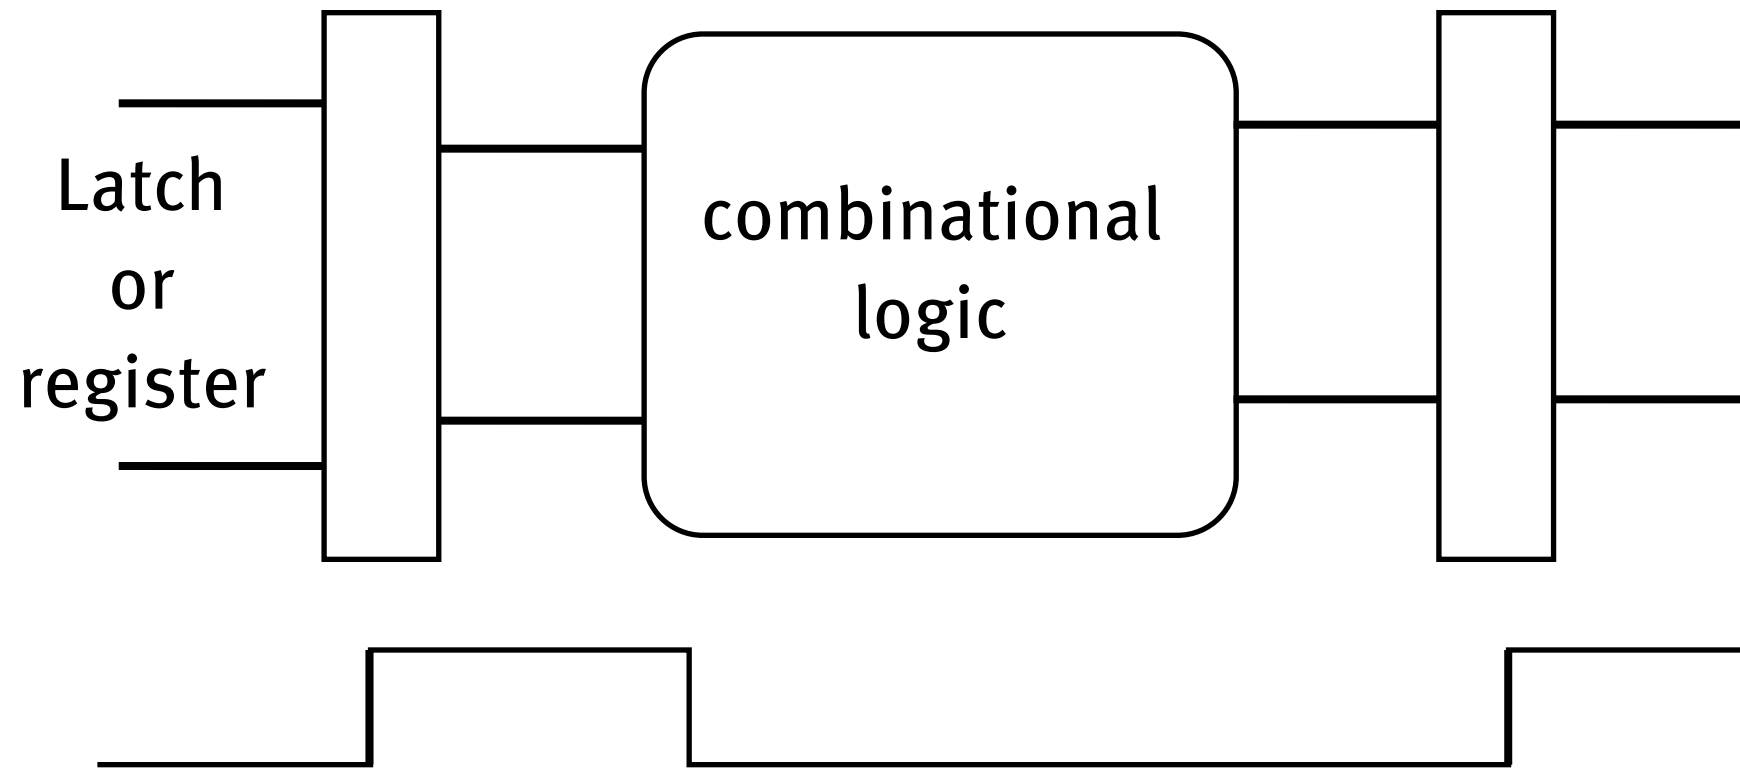 Latch
or
register
combinational
logic